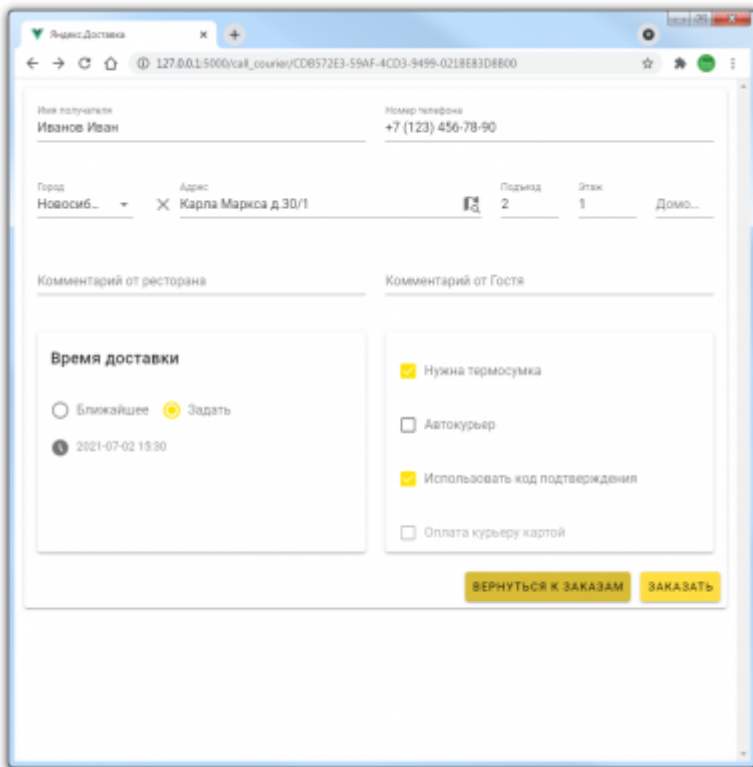 Яндекс.Доставка
127.0.0.1:5000/call_courier/CDB572E3-59AF-4CD3-9499-021BE83D8B00
Имя получателя Номер телефона
Иванов Иван +7 (123) 456-78-90
Город Адрес Подъезд Этаж
Новосиб... Карла Маркса д.30/1 2 1 Домо...
Комментарий от ресторана Комментарий от Гостя
Время доставки
Ближайшее Задать
2021-07-02 15:30
Нужна термосумка
Автокурьер
Использовать код подтверждения
Оплата курьеру картой
ВЕРНУТЬСЯ К ЗАКАЗАМ ЗАКАЗАТЬ